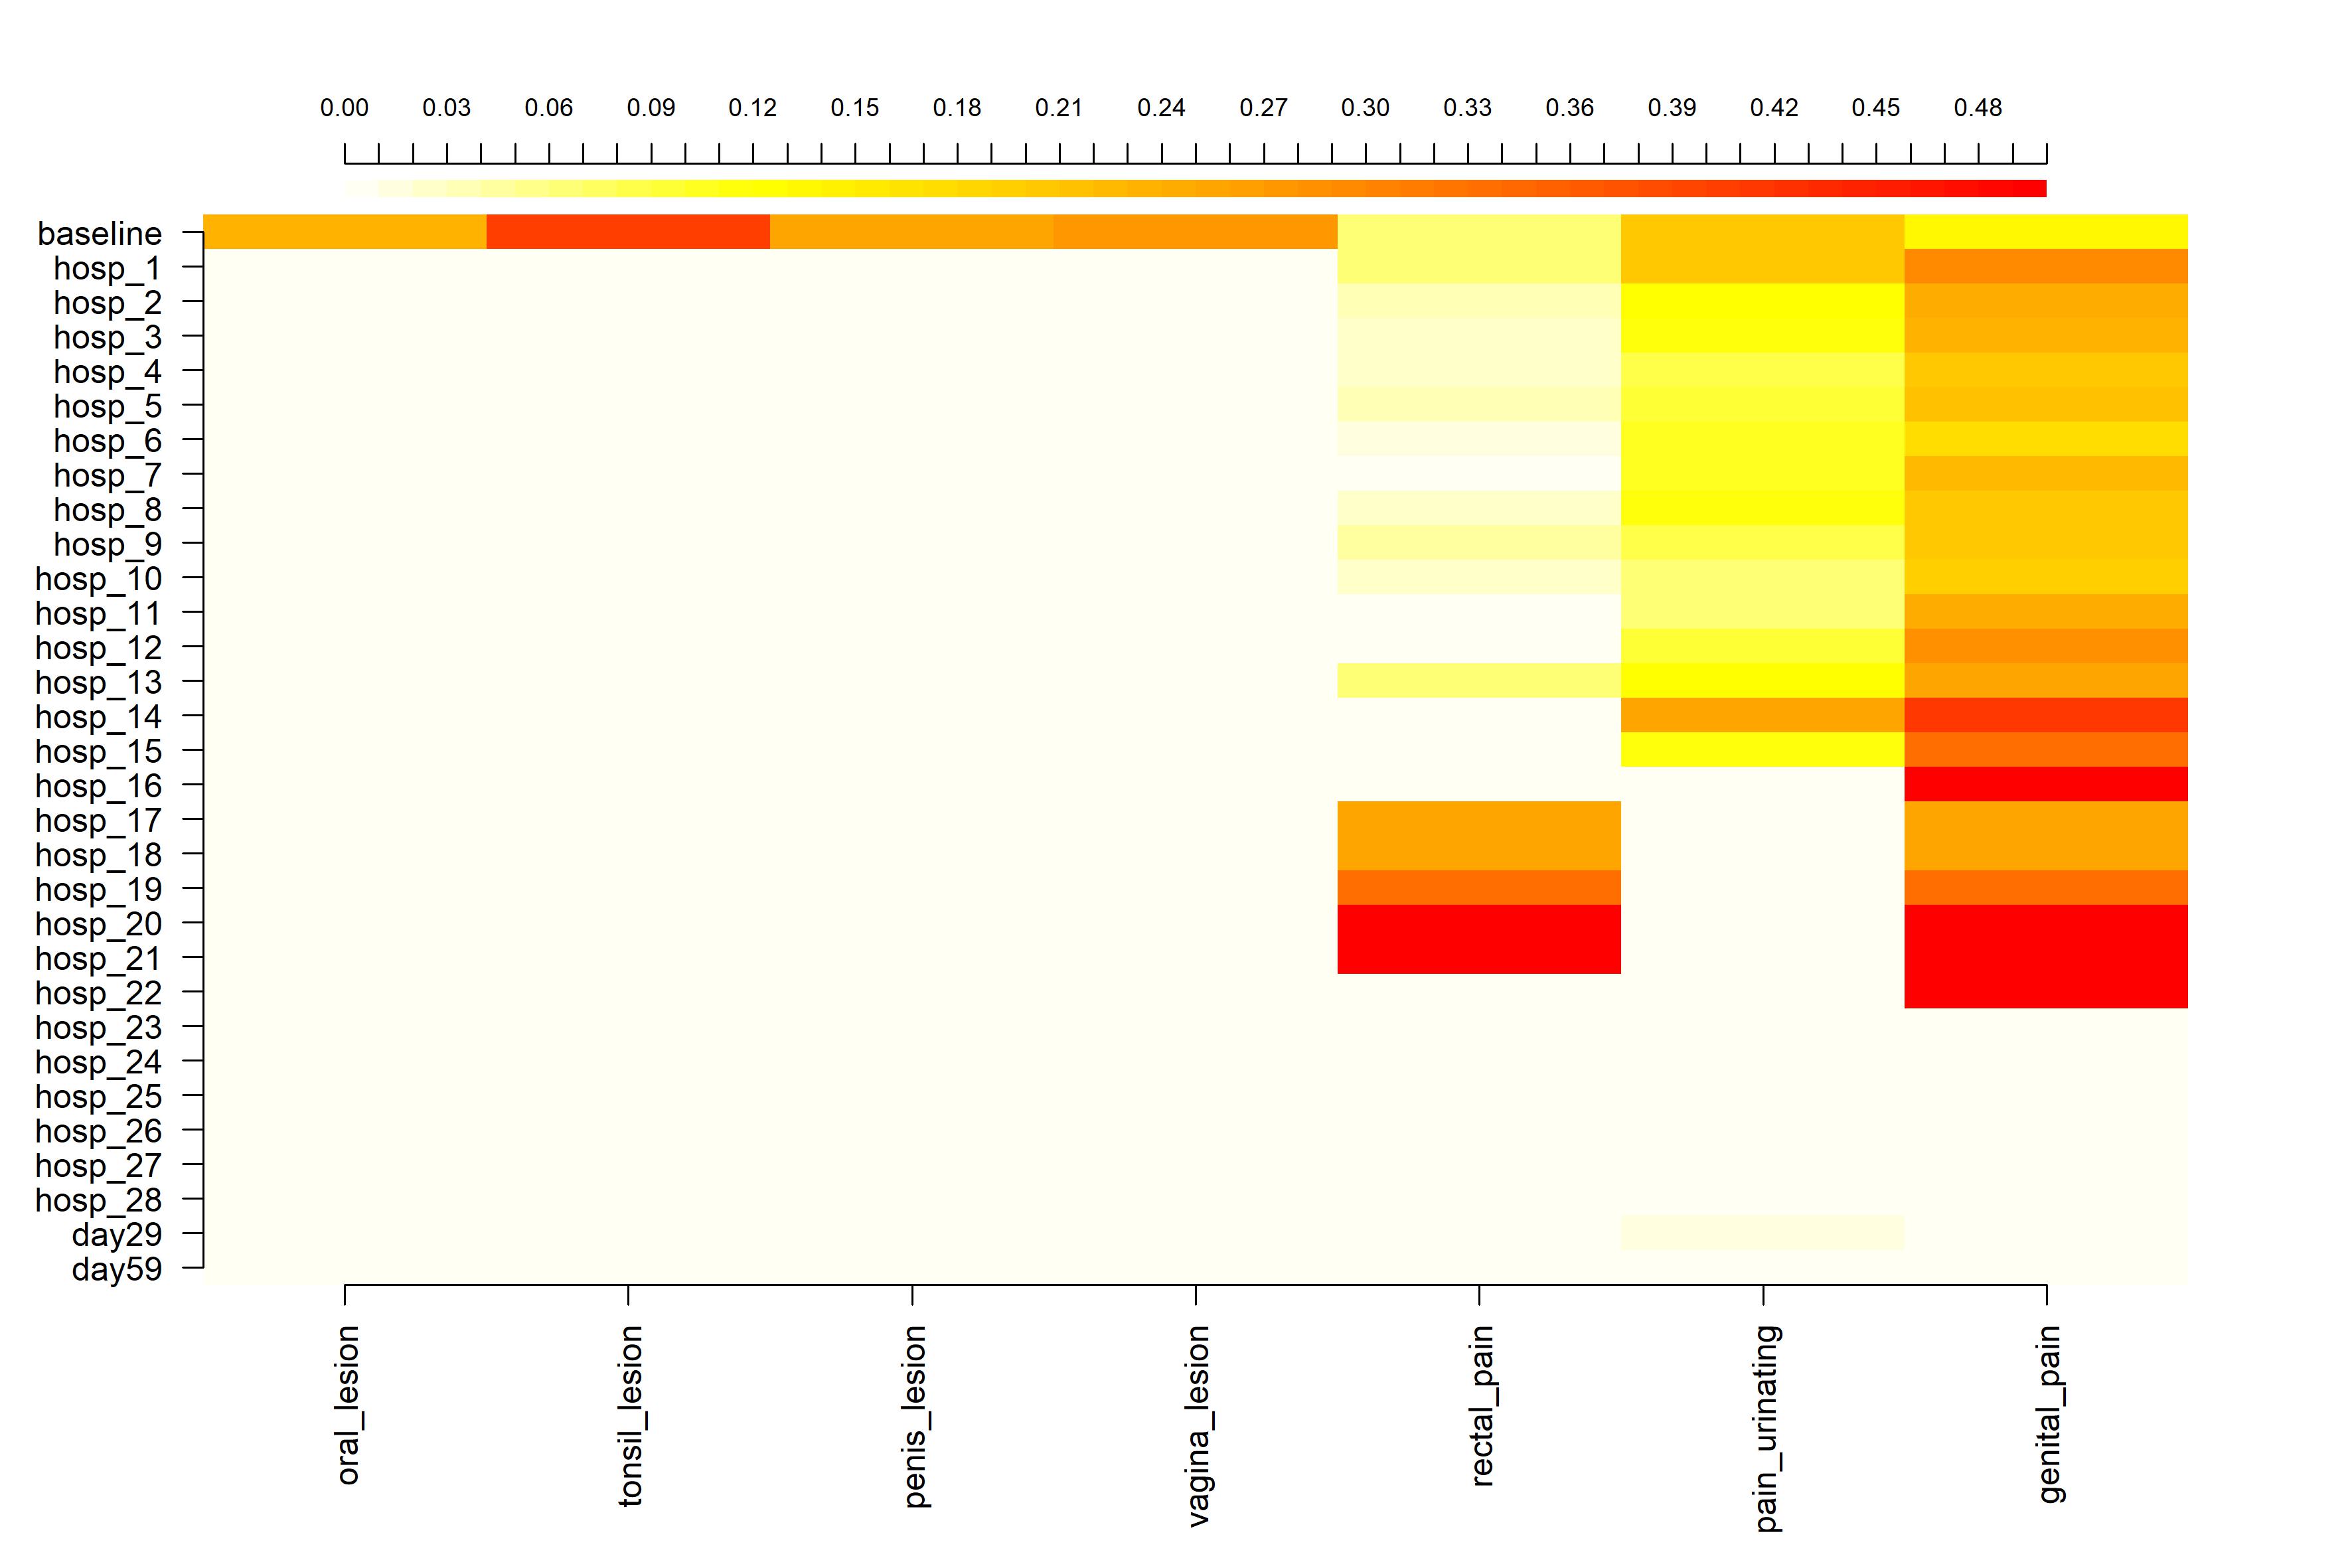 0.00 0.03 0.06 0.09 0.12 0.15 0.18 0.21 0.24 0.27 0.30 0.33 0.36 0.39 0.42 0.45 0.48
baseline
hosp_1
hosp_2
hosp_3
hosp_4
hosp_5
hosp_6
hosp_7
hosp_8
hosp_9
hosp_10
hosp_11
hosp_12
hosp_13
hosp_14
hosp_15
hosp_16
hosp_17
hosp_18
hosp_19
hosp_20
hosp_21
hosp_22
hosp_23
hosp_24
hosp_25
hosp_26
hosp_27
hosp_28
day29
day59
oral_lesion
tonsil_lesion
penis_lesion
vagina_lesion
rectal_pain
pain_urinating
genital_pain